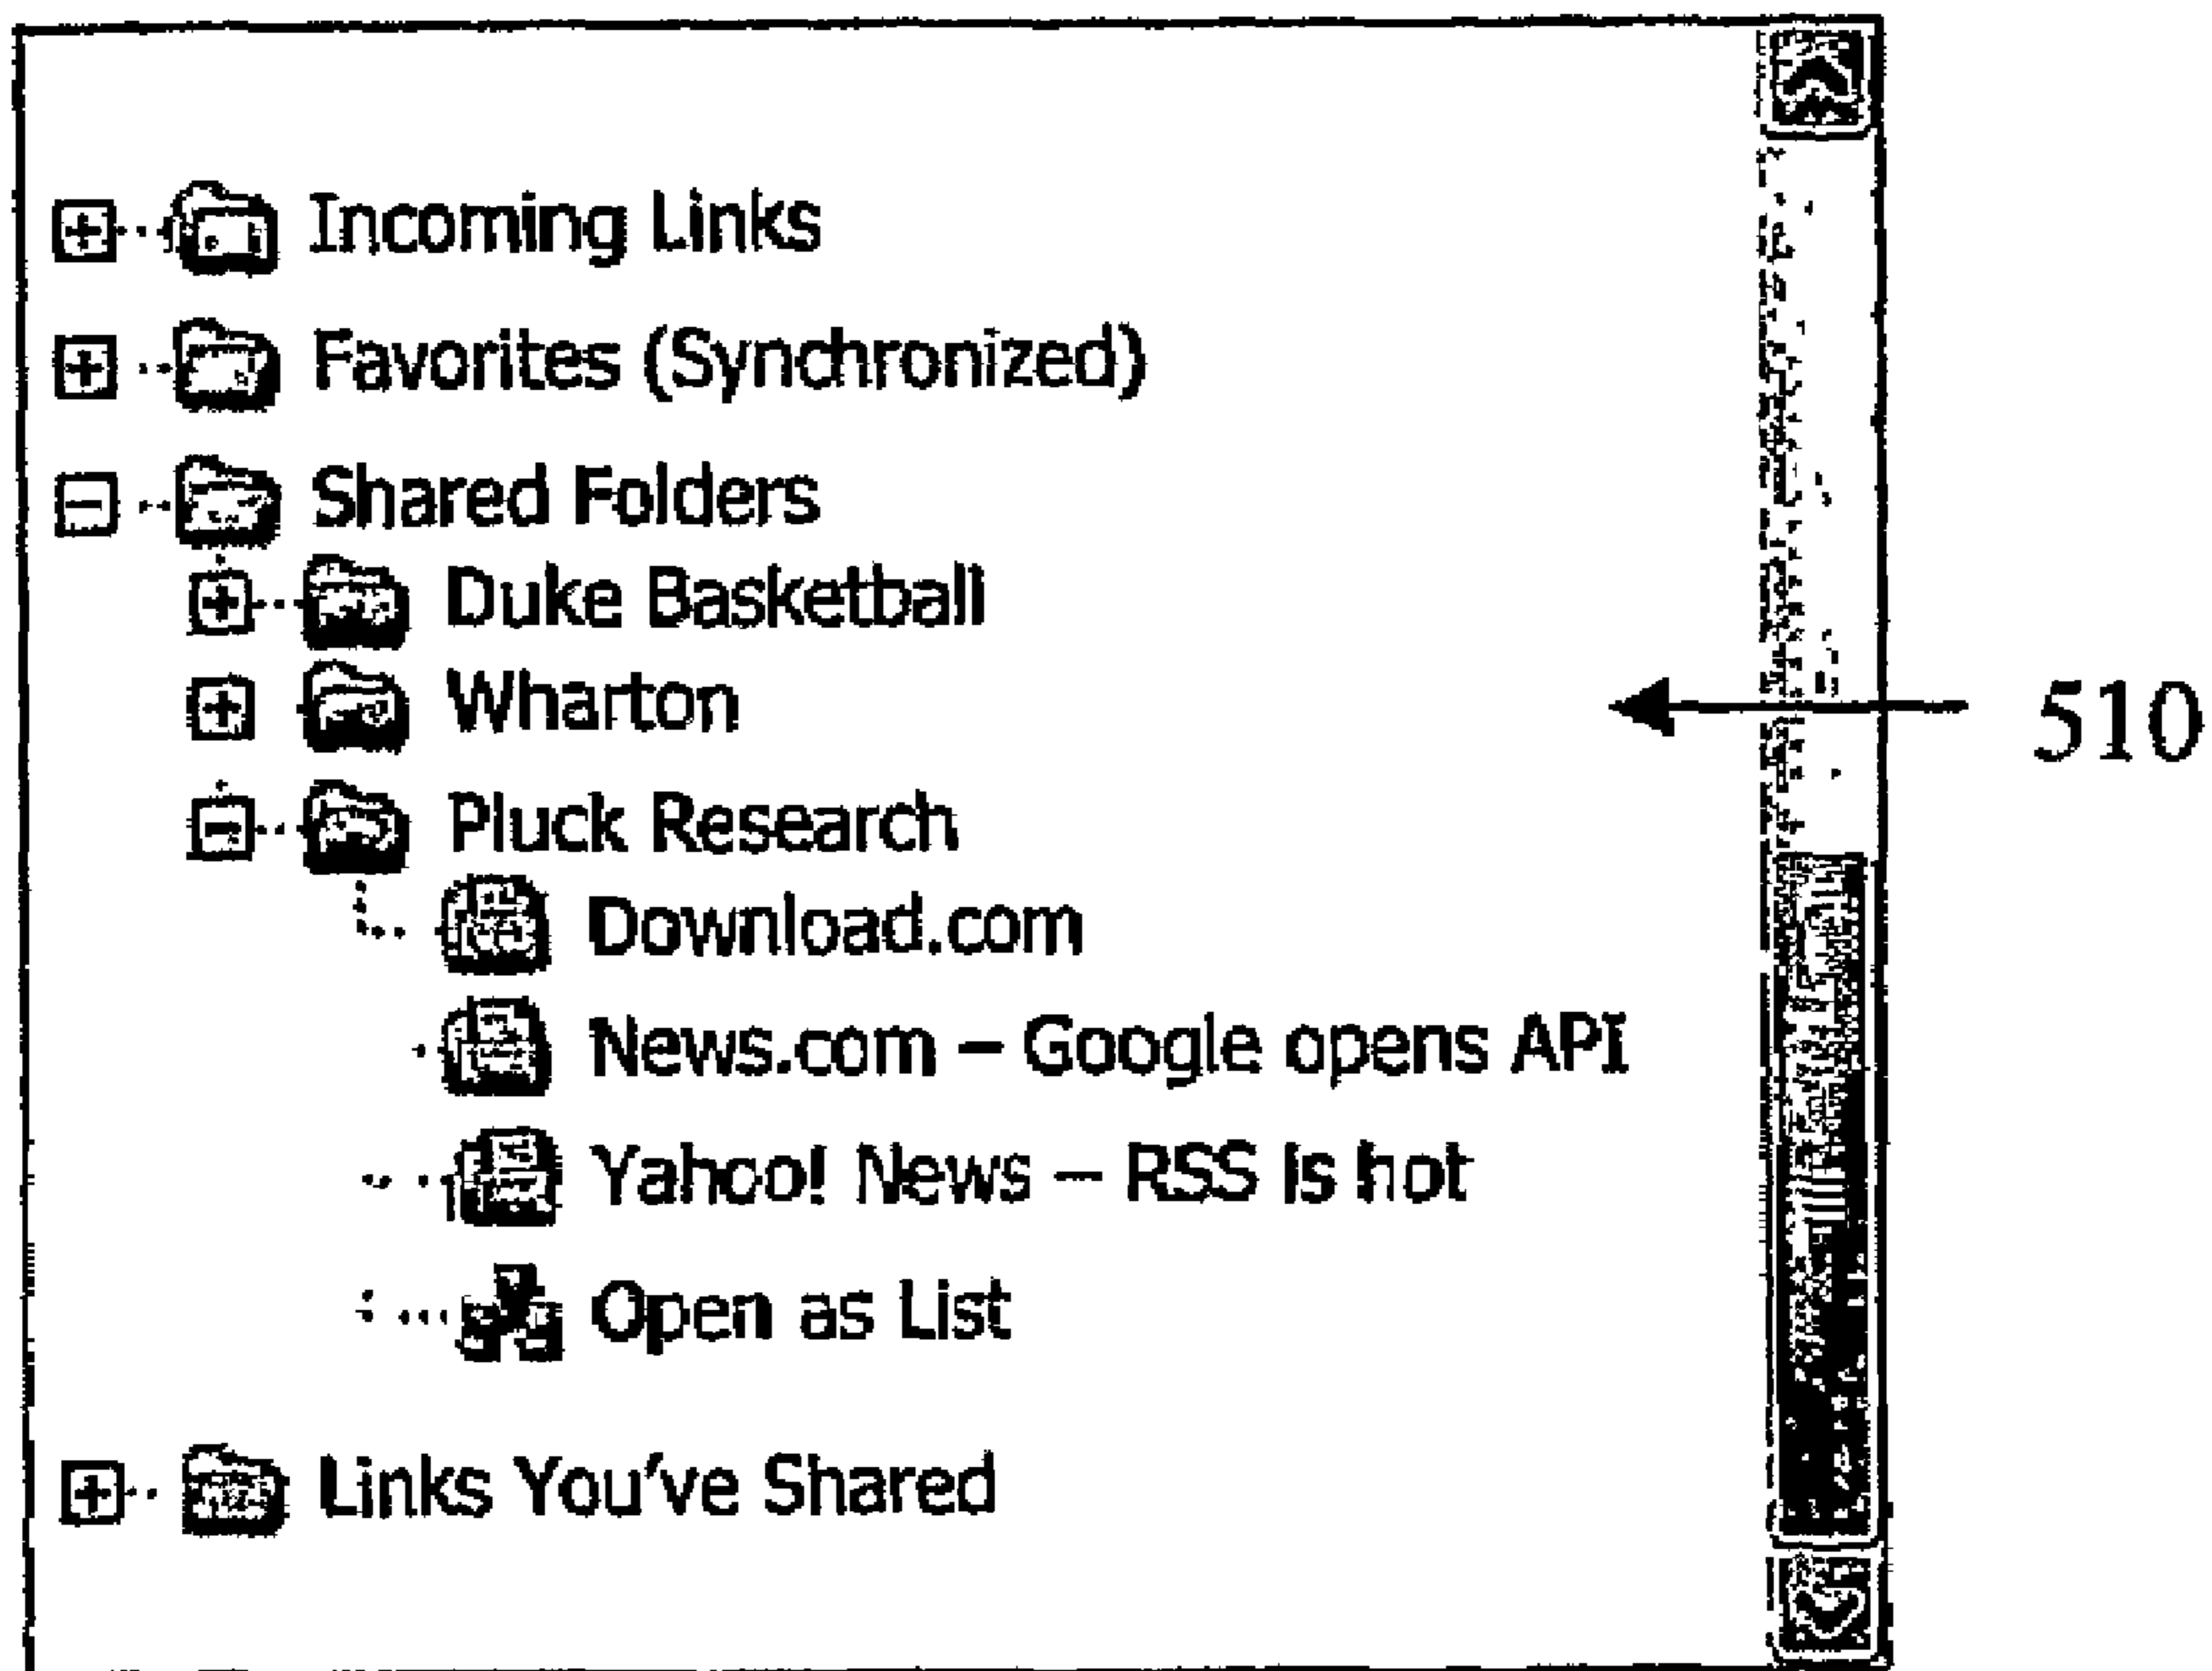 Incoming Links
Favorites (Synchronized)
Shared Folders
Duke Basketball
Wharton
510
Pluck Research
Download.com
News.com – Google opens API
Yahoo! News – RSS is hot
Open as List
Links You've Shared